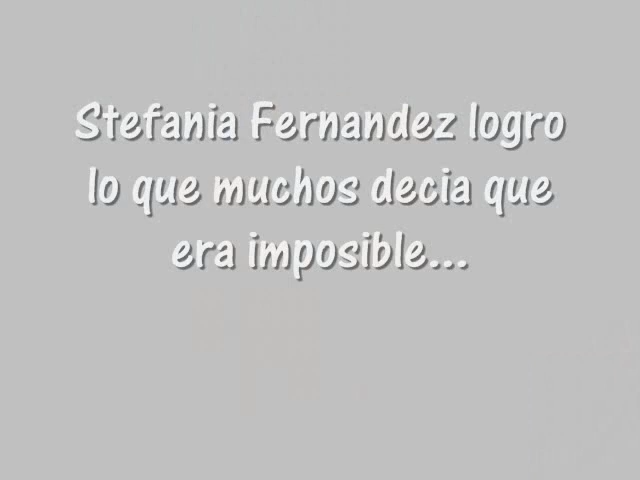 Stefania Fernandez logro
lo que muchos decia que
era imposible...